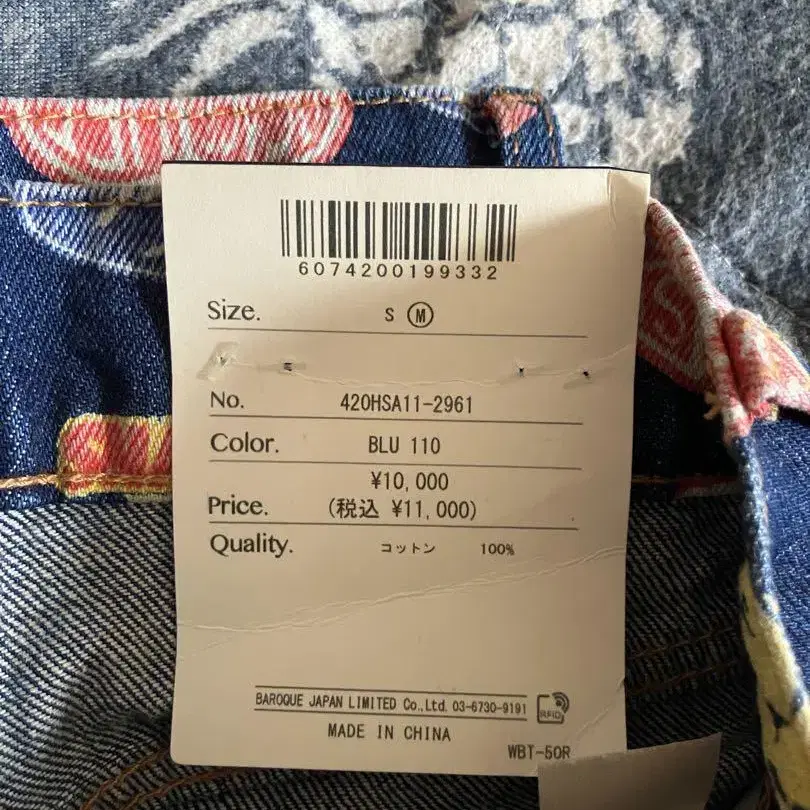 6074200199332
Size. S M
No. 420HSA11-2961
Color. BLU 110
¥10,000
Price. (税込 ¥11,000)
Quality. コットン 100%
BAROQUE JAPAN LIMITED Co.,Ltd. 03-6730-9191
RFID
MADE IN CHINA
WBT-50R